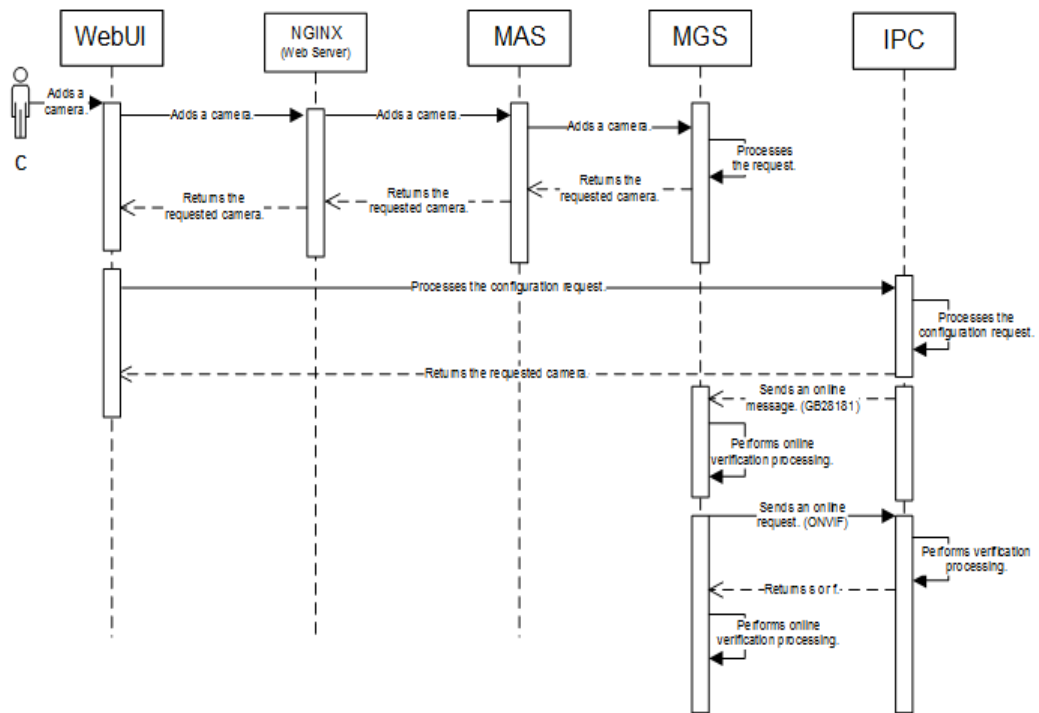 WebUI
NGINX
(Web Server)
MAS
MGS
IPC
Adds a
camera.
C
Adds a camera.
Adds a camera.
Adds a camera.
Processes
the request.
Returns the
requested camera.
Returns the
requested camera.
Returns the
requested camera.
Processes the configuration request.
Processes the
configuration request.
Returns the requested camera.
Sends an online
message. (GB28181)
Performs online
verification processing.
Sends an online
request. (ONVIF)
Performs verification
processing.
Returns s or f.
Performs online
verification processing.